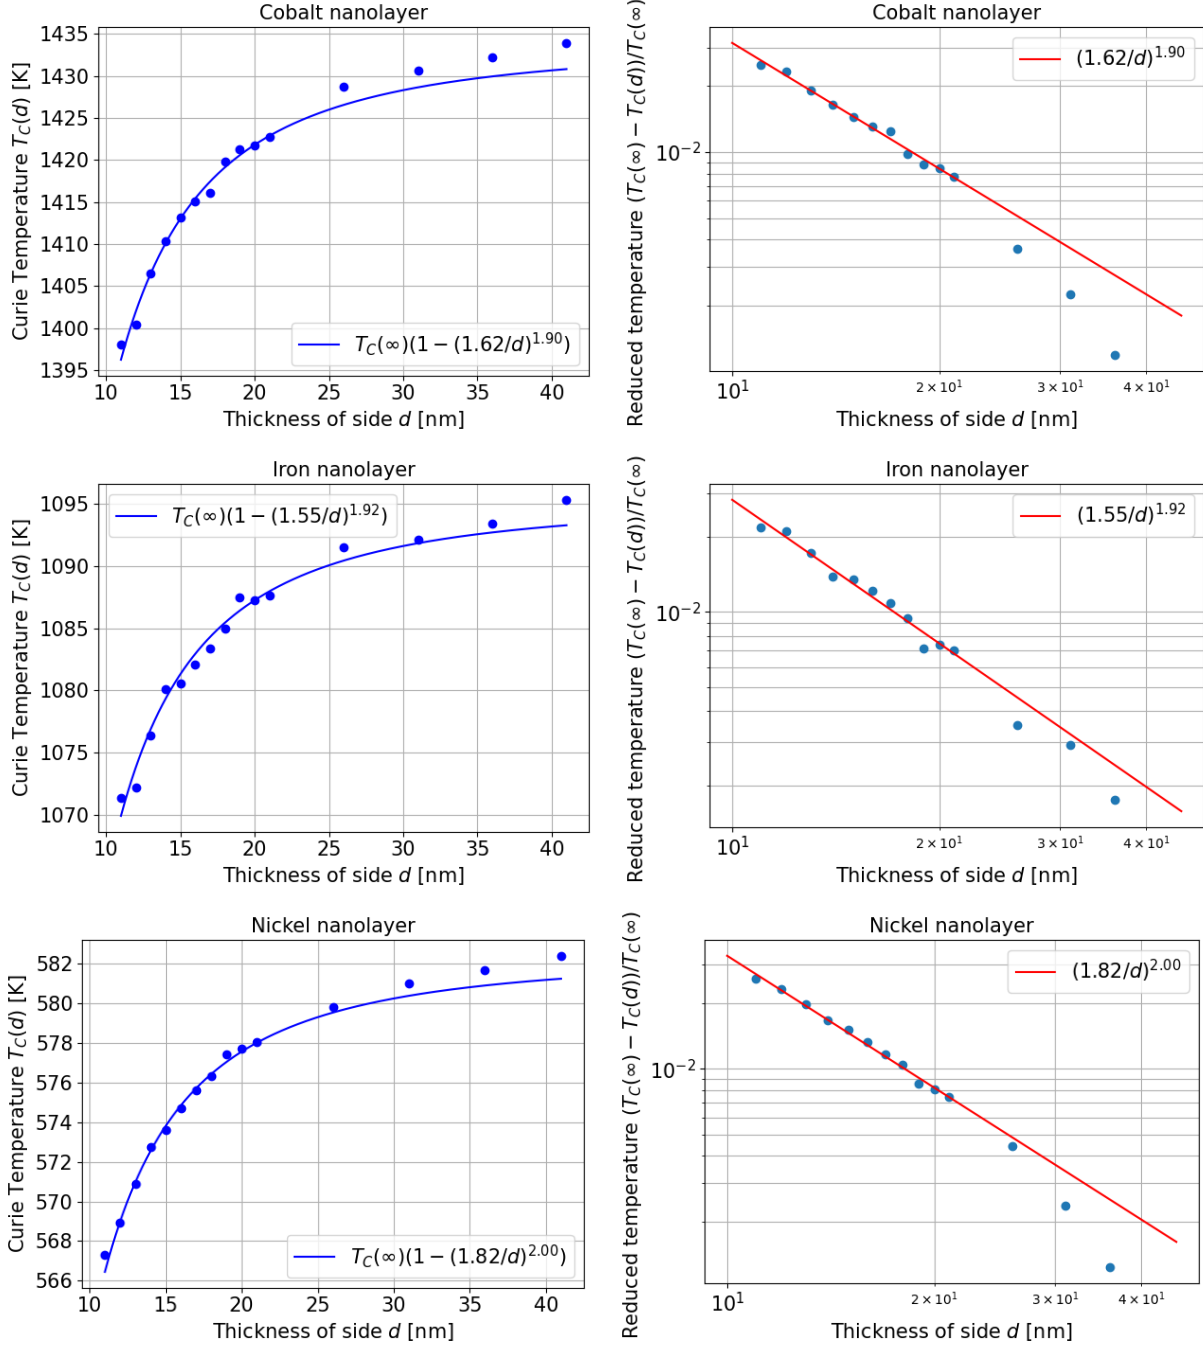 Cobalt nanolayer
Curie Temperature T_C(d) [K]
1435
1430
1425
1420
1415
1410
1405
1400
1395
T_C(∞)(1 − (1.62/d)^1.90)
10 15 20 25 30 35 40
Thickness of side d [nm]
Cobalt nanolayer
Reduced temperature (T_C(∞) − T_C(d))/T_C(∞)
(1.62/d)^1.90
10^−2
10^1 2 × 10^1 3 × 10^1 4 × 10^1
Thickness of side d [nm]
Iron nanolayer
Curie Temperature T_C(d) [K]
T_C(∞)(1 − (1.55/d)^1.92)
1095
1090
1085
1080
1075
1070
10 15 20 25 30 35 40
Thickness of side d [nm]
Iron nanolayer
Reduced temperature (T_C(∞) − T_C(d))/T_C(∞)
(1.55/d)^1.92
10^−2
10^1 2 × 10^1 3 × 10^1 4 × 10^1
Thickness of side d [nm]
Nickel nanolayer
Curie Temperature T_C(d) [K]
582
580
578
576
574
572
570
568
566
T_C(∞)(1 − (1.82/d)^2.00)
10 15 20 25 30 35 40
Thickness of side d [nm]
Nickel nanolayer
Reduced temperature (T_C(∞) − T_C(d))/T_C(∞)
(1.82/d)^2.00
10^−2
10^1 2 × 10^1 3 × 10^1 4 × 10^1
Thickness of side d [nm]